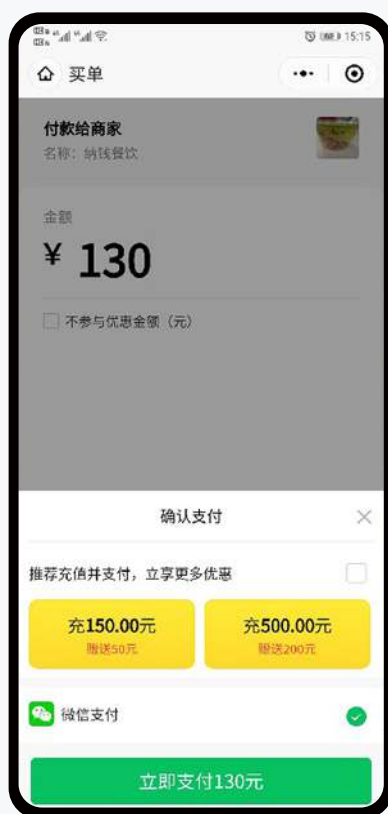 15:15
买单
付款给商家
名称：纳钱餐饮
金额
¥ 130
不参与优惠金额（元）
确认支付
推荐充值并支付，立享更多优惠
充150.00元
充500.00元
赠送50元
赠送200元
微信支付
立即支付130元